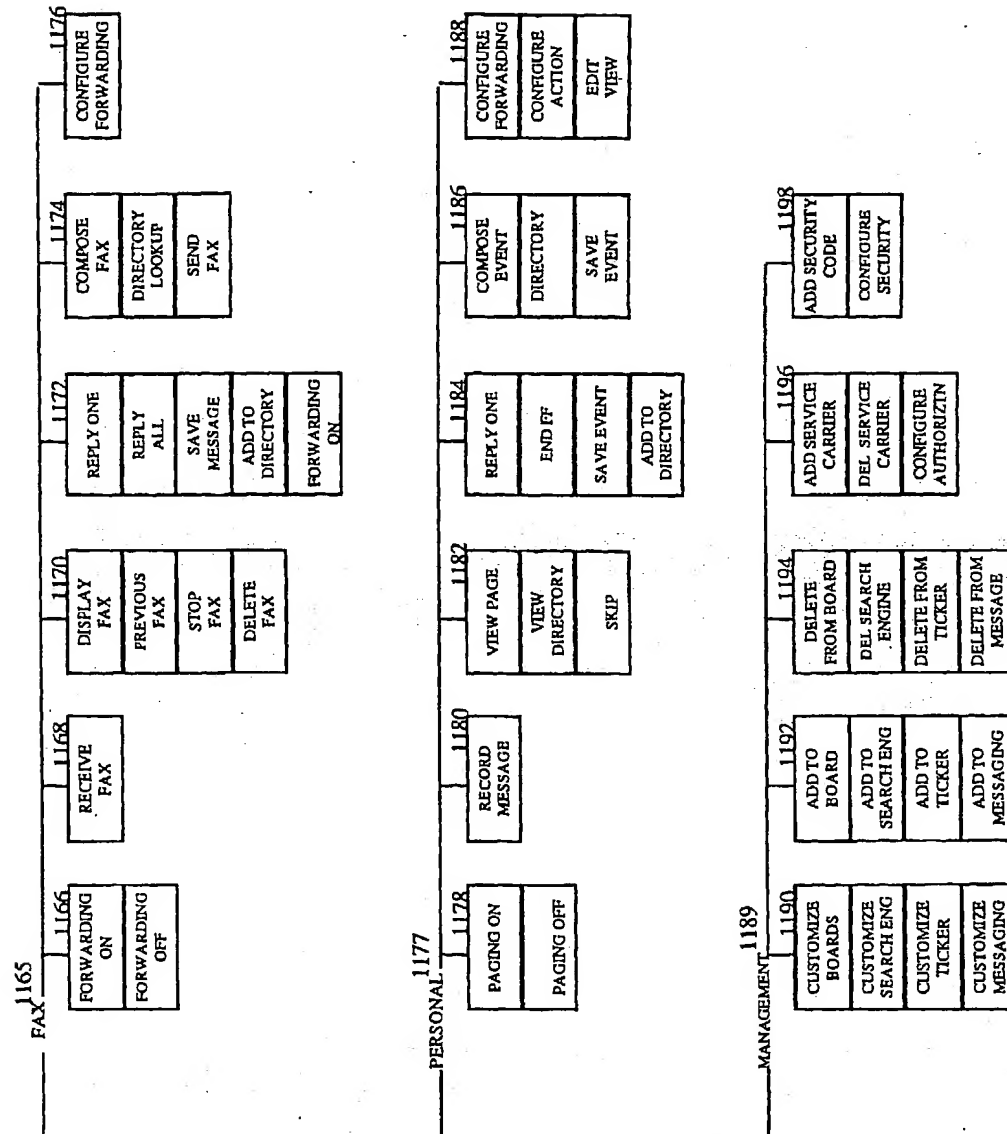 1165
FAX
1166
FORWARDING
ON
FORWARDING
OFF
1168
RECEIVE
FAX
1170
DISPLAY
FAX
PREVIOUS
FAX
STOP
FAX
DELETE
FAX
1172
REPLY ONE
REPLY
ALL
SAVE
MESSAGE
ADD TO
DIRECTORY
FORWARDING
ON
1174
COMPOSE
FAX
DIRECTORY
LOOKUP
SEND
FAX
1176
CONFIGURE
FORWARDING
1177
PERSONAL
1178
PAGING ON
PAGING OFF
1180
RECORD
MESSAGE
1182
VIEW PAGE
VIEW
DIRECTORY
SKIP
1184
REPLY ONE
END FF
SAVE EVENT
ADD TO
DIRECTORY
1186
COMPOSE
EVENT
DIRECTORY
SAVE
EVENT
1188
CONFIGURE
FORWARDING
CONFIGURE
ACTION
EDIT
VIEW
1189
MANAGEMENT
1190
CUSTOMIZE
BOARDS
CUSTOMIZE
SEARCH ENG
CUSTOMIZE
TICKER
CUSTOMIZE
MESSAGING
1192
ADD TO
BOARD
ADD TO
SEARCH ENG
ADD TO
TICKER
ADD TO
MESSAGING
1194
DELETE
FROM BOARD
DEL SEARCH
ENGINE
DELETE FROM
TICKER
DELETE FROM
MESSAGE
1196
ADD SERVICE
CARRIER
DEL SERVICE
CARRIER
CONFIGURE
AUTHORIZTN
1198
ADD SECURITY
CODE
CONFIGURE
SECURITY